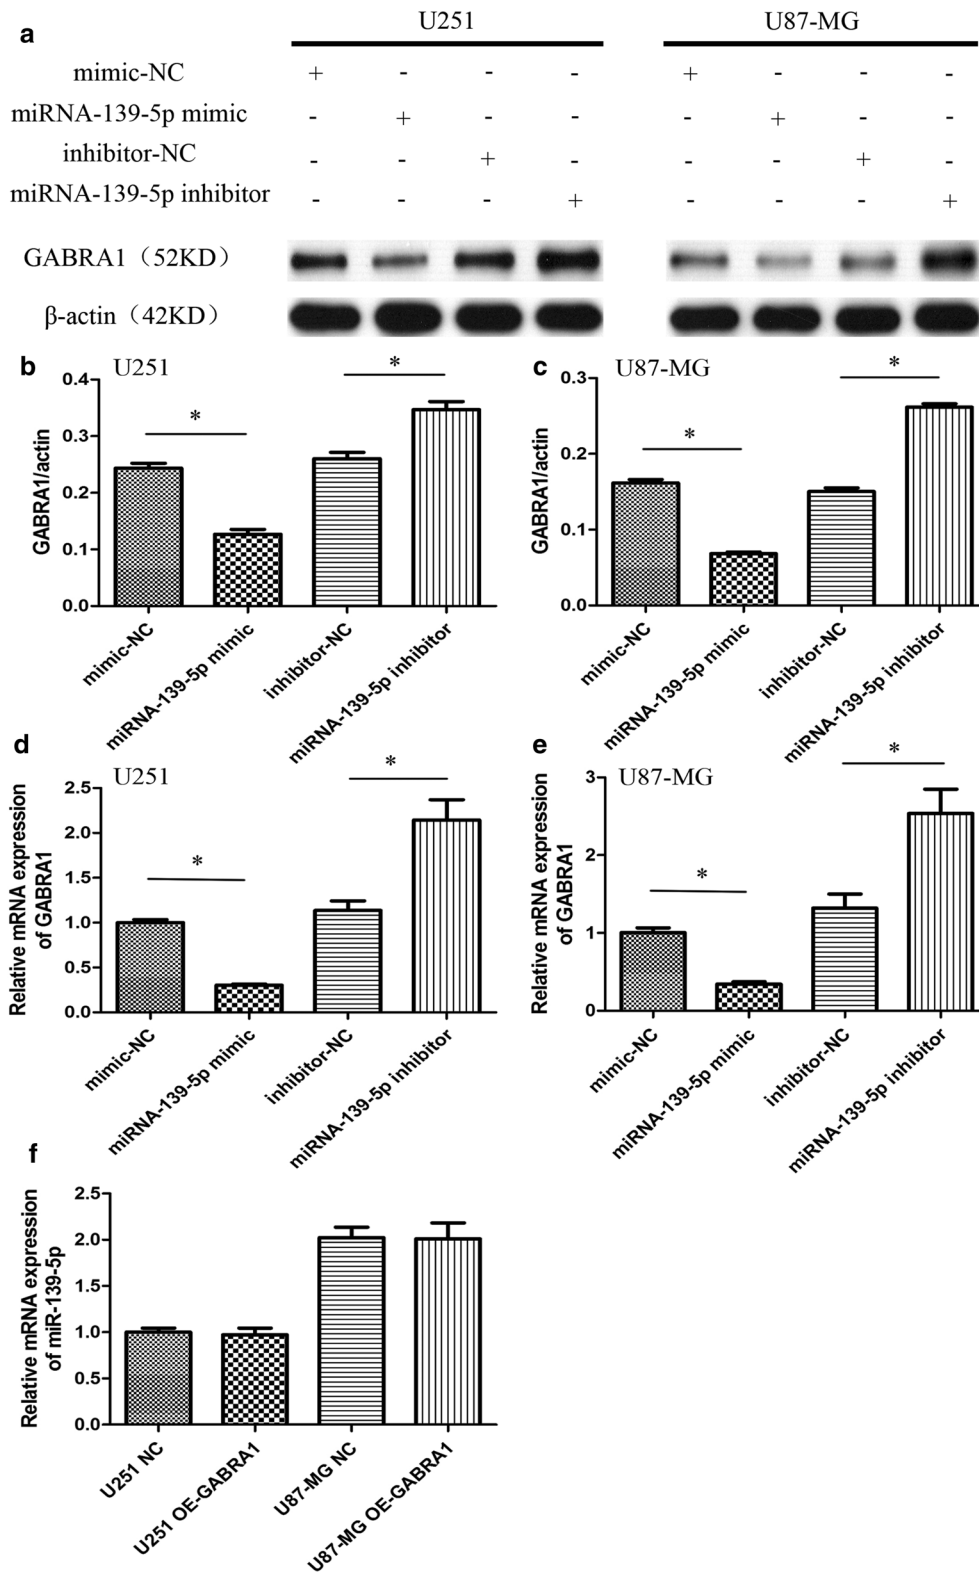 a
U251 U87-MG
mimic-NC + - - - + - - -
miRNA-139-5p mimic - + - - - + - -
inhibitor-NC - - + - - - + -
miRNA-139-5p inhibitor - - - + - - - +
GABRA1（52KD）
β-actin（42KD）
b
U251
*
*
GABRA1/actin
0.4
0.3
0.2
0.1
0.0
mimic-NC
miRNA-139-5p mimic
inhibitor-NC
miRNA-139-5p inhibitor
c
U87-MG
*
*
GABRA1/actin
0.3
0.2
0.1
0.0
mimic-NC
miRNA-139-5p mimic
inhibitor-NC
miRNA-139-5p inhibitor
d
U251
*
*
Relative mRNA expression
of GABRA1
2.5
2.0
1.5
1.0
0.5
0.0
mimic-NC
miRNA-139-5p mimic
inhibitor-NC
miRNA-139-5p inhibitor
e
U87-MG
*
*
Relative mRNA expression
of GABRA1
3
2
1
0
mimic-NC
miRNA-139-5p mimic
inhibitor-NC
miRNA-139-5p inhibitor
f
Relative mRNA expression
of miR-139-5p
2.5
2.0
1.5
1.0
0.5
0.0
U251 NC
U251 OE-GABRA1
U87-MG NC
U87-MG OE-GABRA1